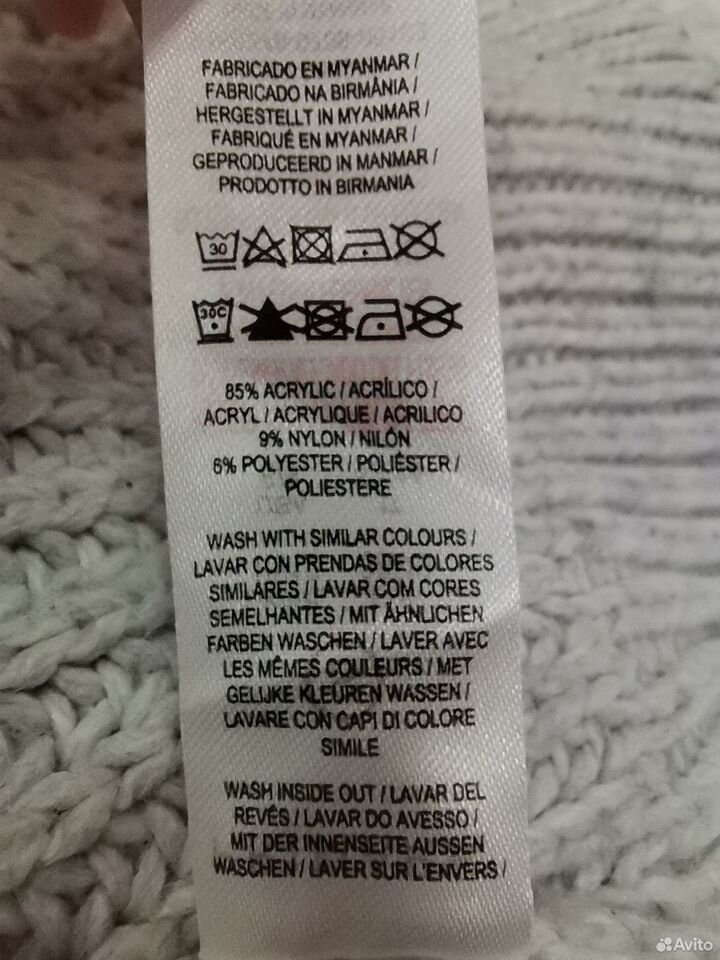 FABRICADO EN MYANMAR /
FABRICADO NA BIRMÂNIA /
HERGESTELLT IN MYANMAR /
FABRIQUÉ EN MYANMAR /
GEPRODUCEERD IN MANMAR /
PRODOTTO IN BIRMANIA
30
30C
85% ACRYLIC / ACRÍLICO /
ACRYL / ACRYLIQUE / ACRILICO
9% NYLON / NILÓN
6% POLYESTER / POLIÉSTER /
POLIESTERE
WASH WITH SIMILAR COLOURS /
LAVAR CON PRENDAS DE COLORES
SIMILARES / LAVAR COM CORES
SEMELHANTES / MIT ÄHNLICHEN
FARBEN WASCHEN / LAVER AVEC
LES MÊMES COULEURS / MET
GELIJKE KLEUREN WASSEN /
LAVARE CON CAPI DI COLORE
SIMILE
WASH INSIDE OUT / LAVAR DEL
REVÉS / LAVAR DO AVESSO /
MIT DER INNENSEITE AUSSEN
WASCHEN / LAVER SUR L'ENVERS /
Avito